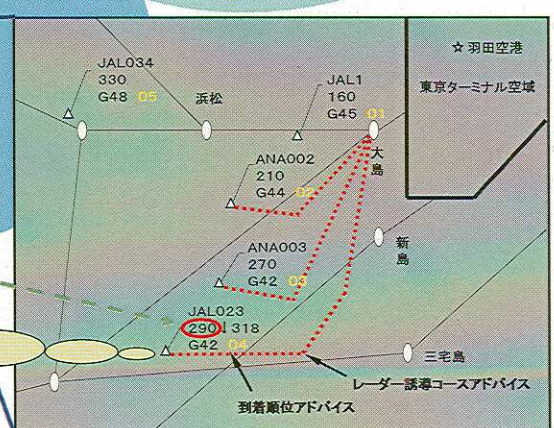 ☆羽田空港
東京ターミナル空域
JAL034
330
G48 05
浜松
JAL1
160
G45 01
大島
ANA002
210
G44 02
新島
ANA003
270
G42 03
JAL023
290↓318
G42 04
三宅島
レーダー誘導コースアドバイス
到着順位アドバイス